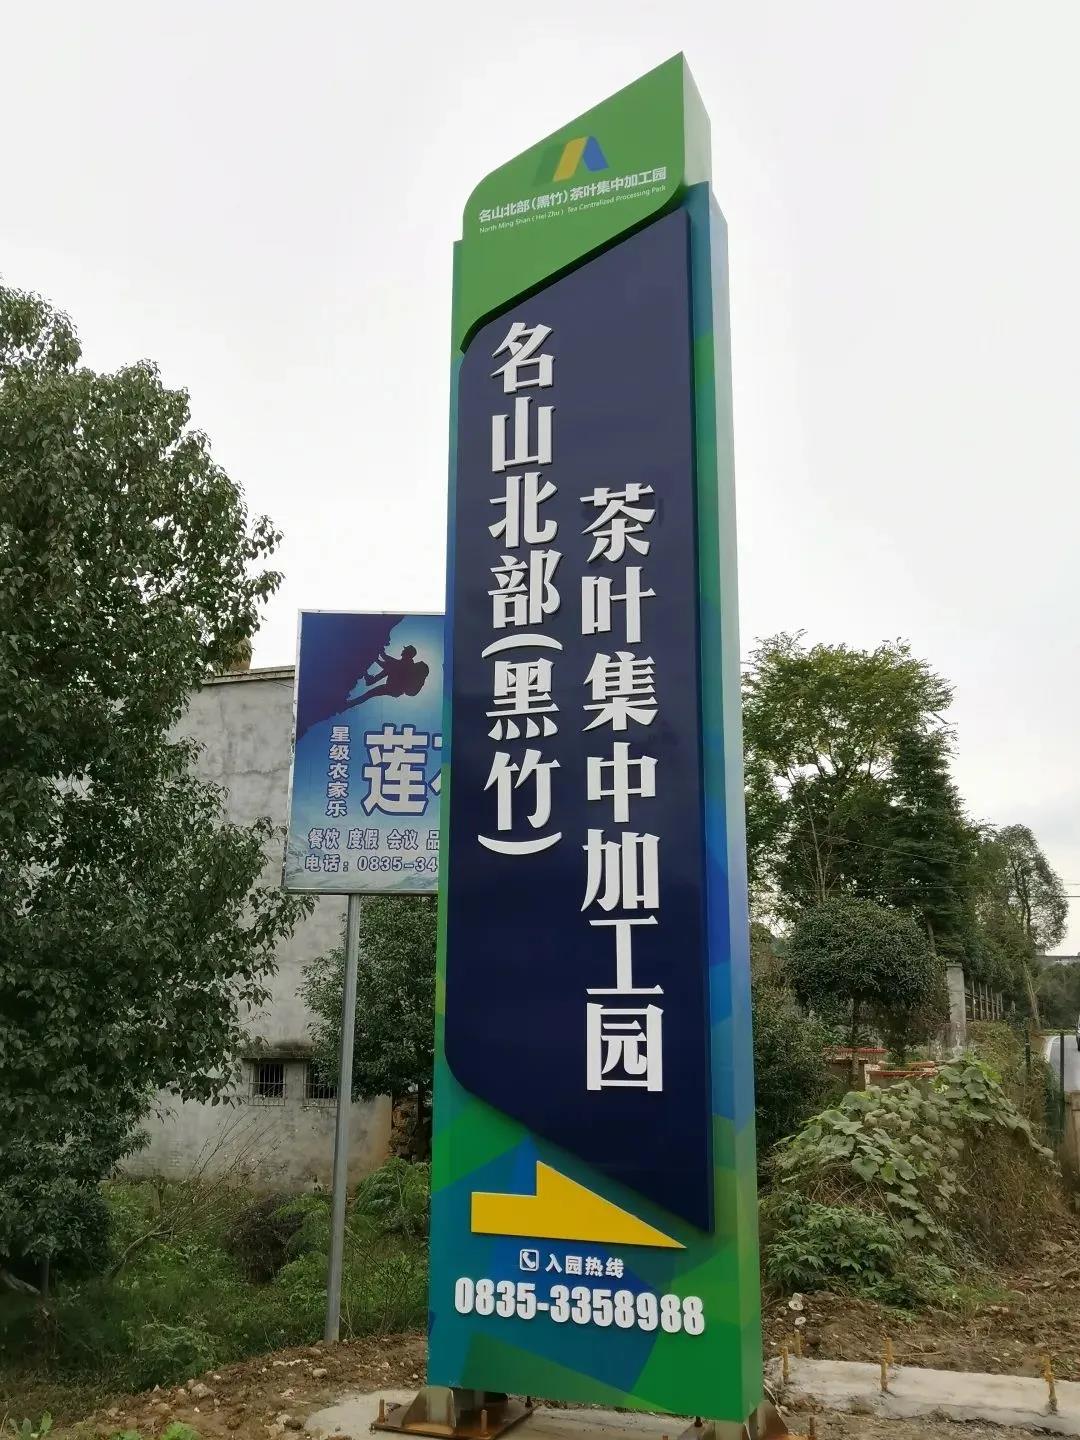 名山北部(黑竹)茶叶集中加工园
North Ming Shan ( Hei Zhu ) Tea Centralized Processing Park
名山北部(黑竹)
茶叶集中加工园
入园热线
0835-3358988
星级农家乐
莲
餐饮 度假 会议 品
电话:0835-34